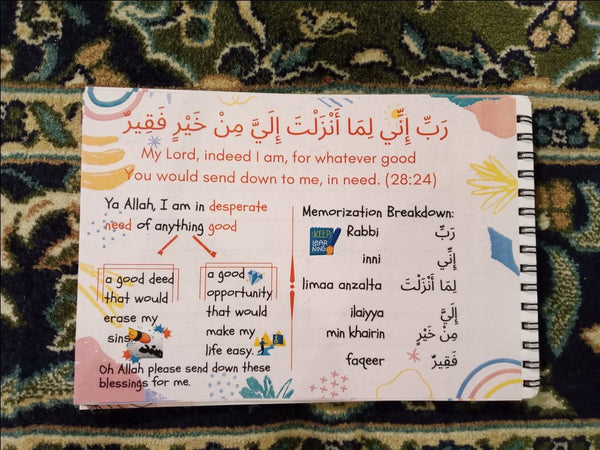 رَبِّ إِنِّي لِمَا أَنْزَلْتَ إِلَيَّ مِنْ خَيْرٍ فَقِيرٌ
My Lord, indeed I am, for whatever good
You would send down to me, in need. (28:24)
Ya Allah, I am in desperate
need of anything good
a good deed
that would
erase my
sins.
a good
opportunity
that would
make my
life easy.
Oh Allah please send down these
blessings for me.
Memorization Breakdown:
KEEP
LEAR
NING
Rabbi رَبِّ
inni إِنِّي
limaa anzalta لِمَا أَنْزَلْتَ
ilaiyya إِلَيَّ
min khairin مِنْ خَيْرٍ
faqeer فَقِيرٌ